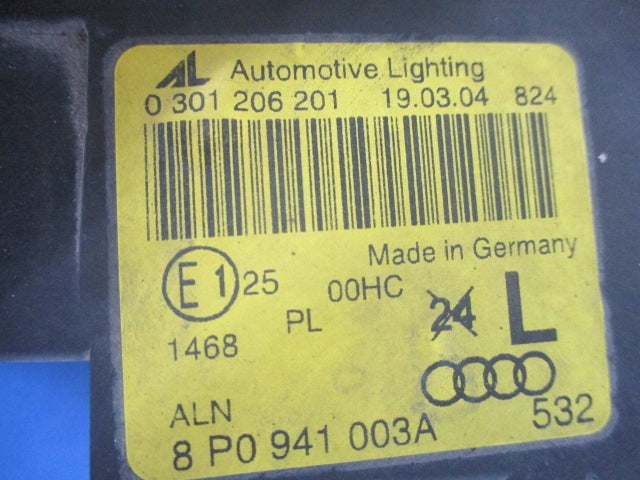 AL Automotive Lighting
0 301 206 201 19.03.04 824
Made in Germany
E1 25 00HC 24 L
1468 PL
ALN 532
8 P0 941 003A